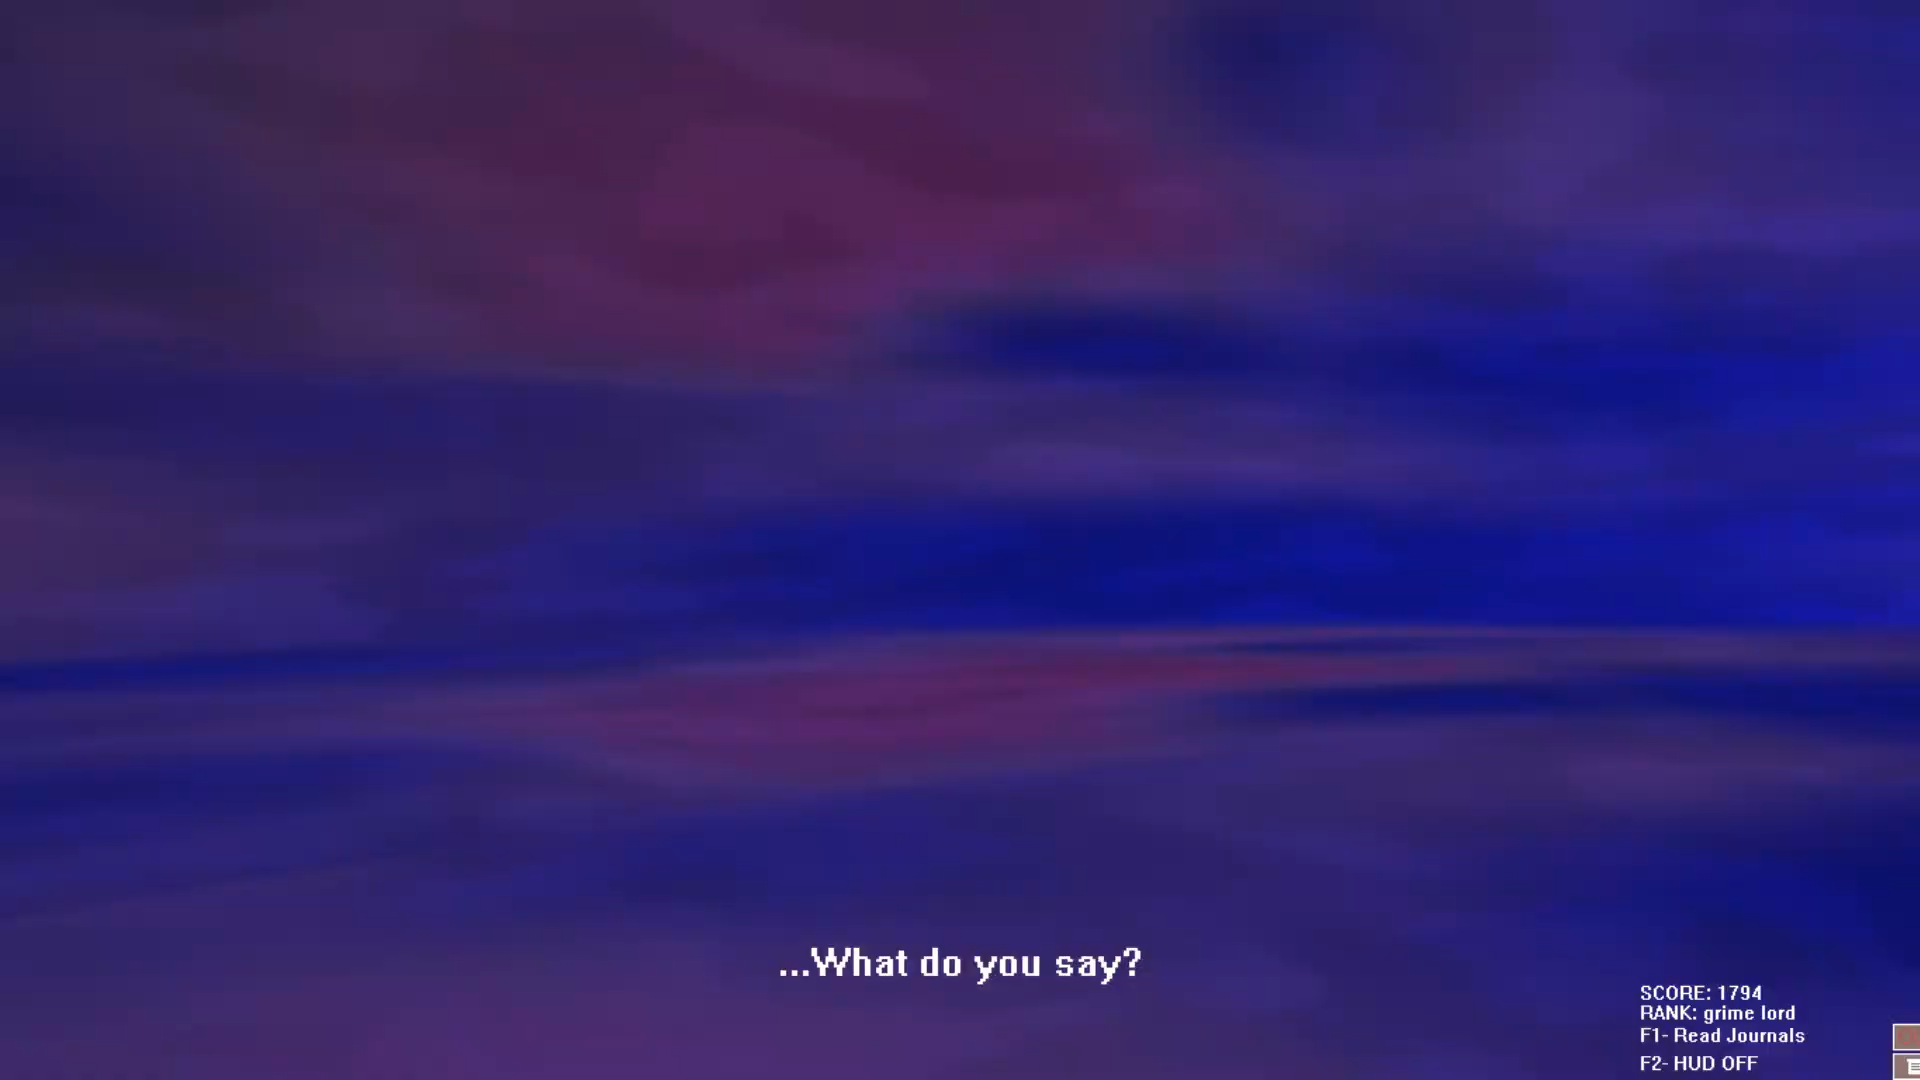 ...What do you say?
SCORE: 1794
RANK: grime lord
F1- Read Journals
F2- HUD OFF